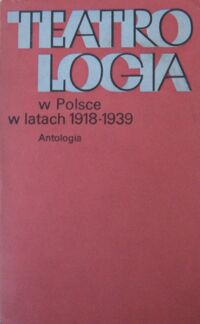 TEATRO
LOGIA
w Polsce
w latach 1918-1939
Antologia